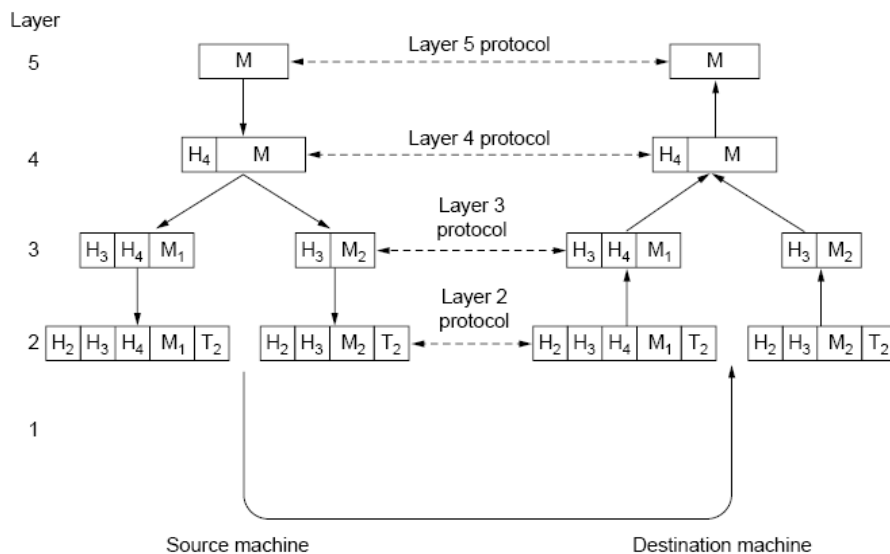 Layer
5 M Layer 5 protocol M
4 H₄ M Layer 4 protocol H₄ M
Layer 3
protocol
3 H₃ H₄ M₁ H₃ M₂ H₃ H₄ M₁ H₃ M₂
Layer 2
protocol
2 H₂ H₃ H₄ M₁ T₂ H₂ H₃ M₂ T₂ H₂ H₃ H₄ M₁ T₂ H₂ H₃ M₂ T₂
1
Source machine Destination machine